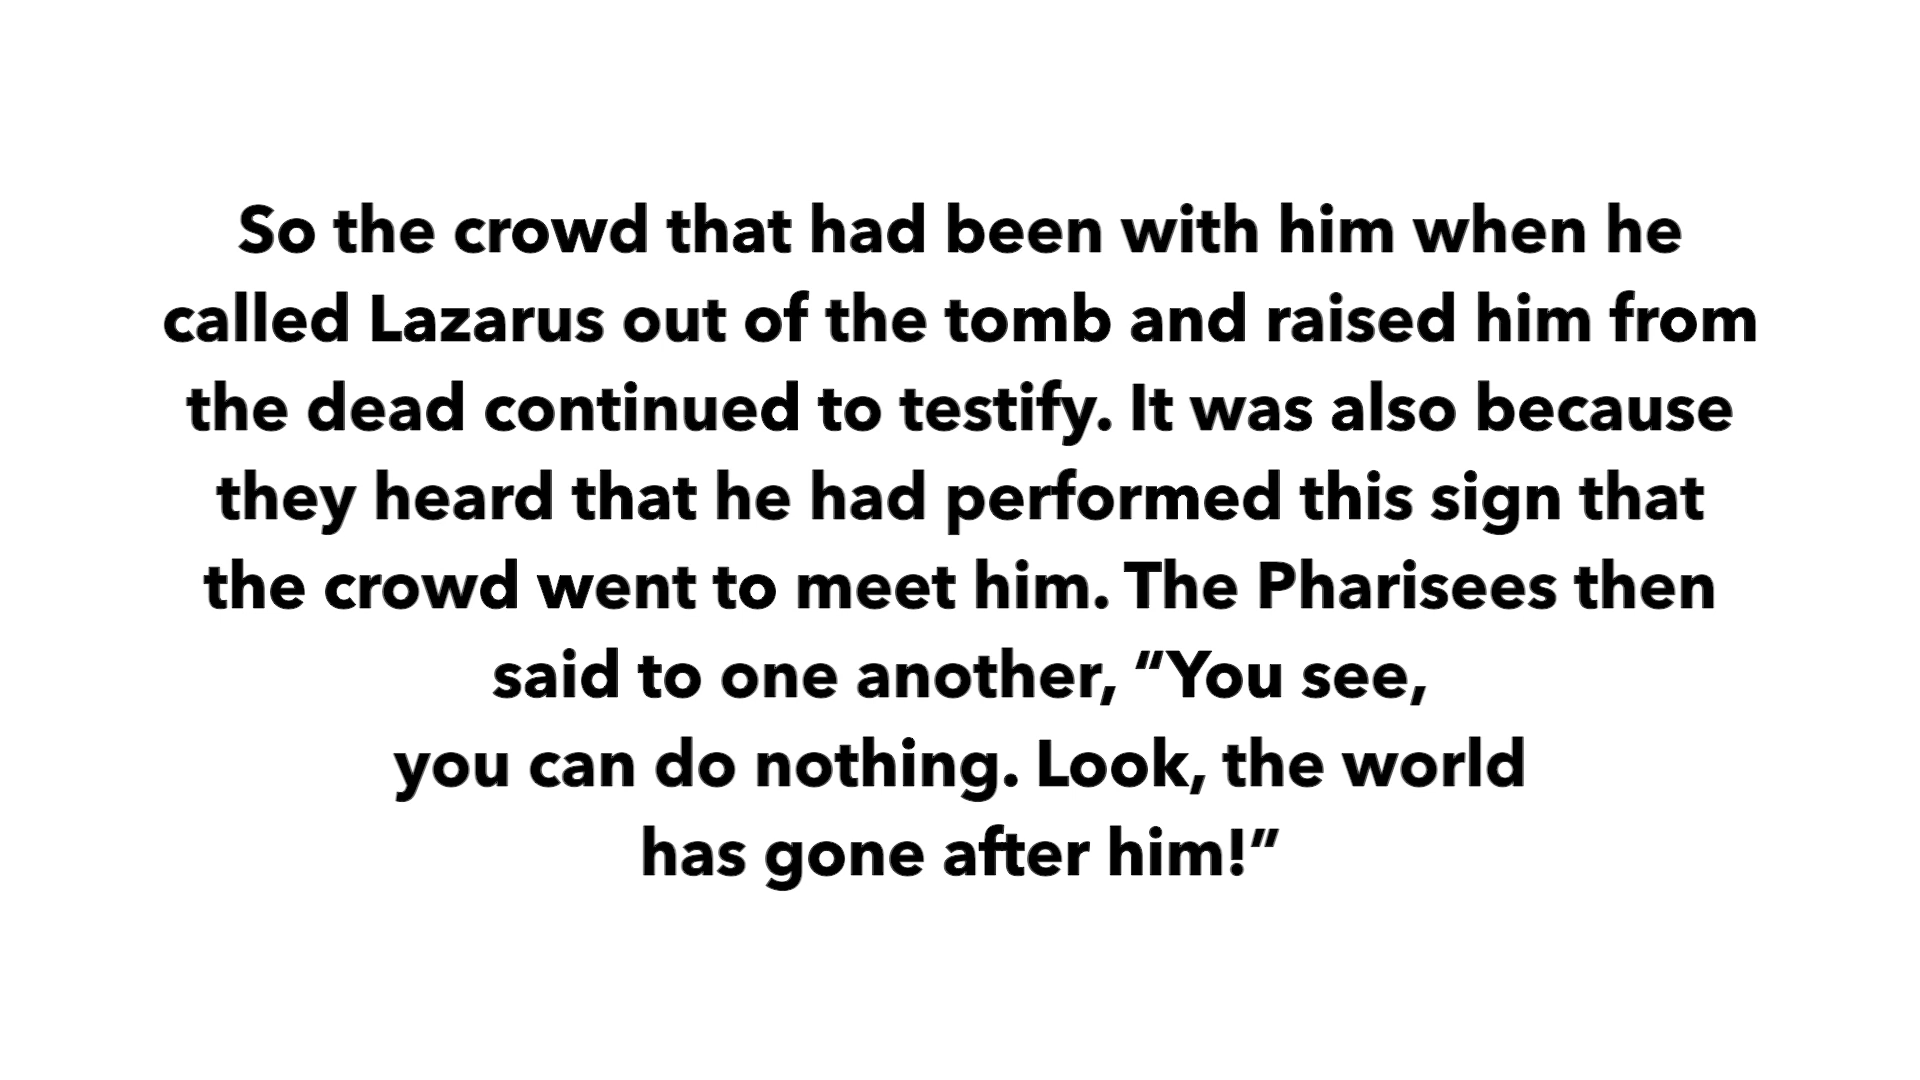 So the crowd that had been with him when he
called Lazarus out of the tomb and raised him from
the dead continued to testify. It was also because
they heard that he had performed this sign that
the crowd went to meet him. The Pharisees then
said to one another, “You see,
you can do nothing. Look, the world
has gone after him!”